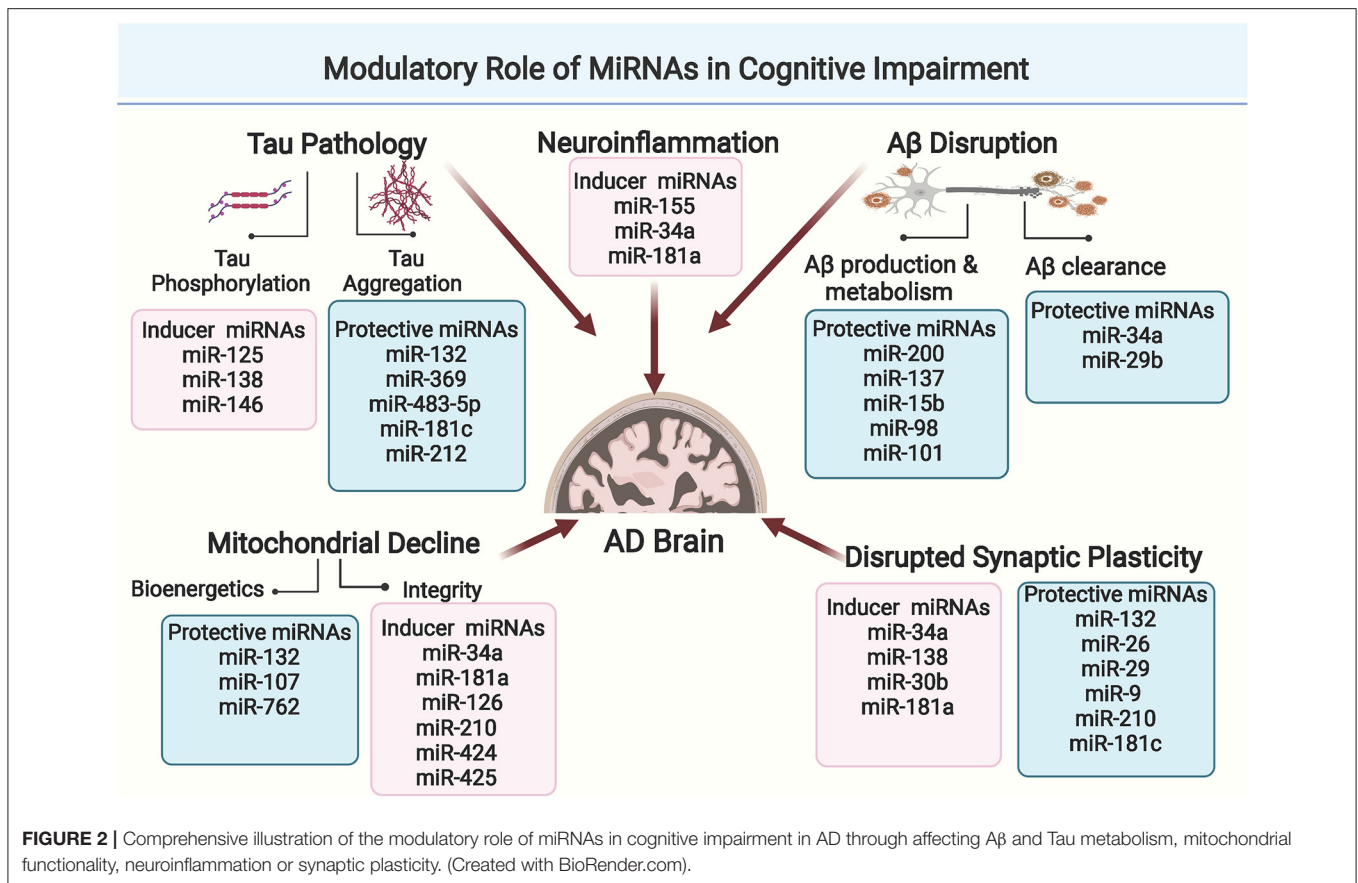 Modulatory Role of MiRNAs in Cognitive Impairment
Tau Pathology
Tau
Phosphorylation
Inducer miRNAs
miR-125
miR-138
miR-146
Tau
Aggregation
Protective miRNAs
miR-132
miR-369
miR-483-5p
miR-181c
miR-212
Neuroinflammation
Inducer miRNAs
miR-155
miR-34a
miR-181a
Aβ Disruption
Aβ production &
metabolism
Protective miRNAs
miR-200
miR-137
miR-15b
miR-98
miR-101
Aβ clearance
Protective miRNAs
miR-34a
miR-29b
AD Brain
Mitochondrial Decline
Bioenergetics
Protective miRNAs
miR-132
miR-107
miR-762
Integrity
Inducer miRNAs
miR-34a
miR-181a
miR-126
miR-210
miR-424
miR-425
Disrupted Synaptic Plasticity
Inducer miRNAs
miR-34a
miR-138
miR-30b
miR-181a
Protective miRNAs
miR-132
miR-26
miR-29
miR-9
miR-210
miR-181c
FIGURE 2 | Comprehensive illustration of the modulatory role of miRNAs in cognitive impairment in AD through affecting Aβ and Tau metabolism, mitochondrial
functionality, neuroinflammation or synaptic plasticity. (Created with BioRender.com).